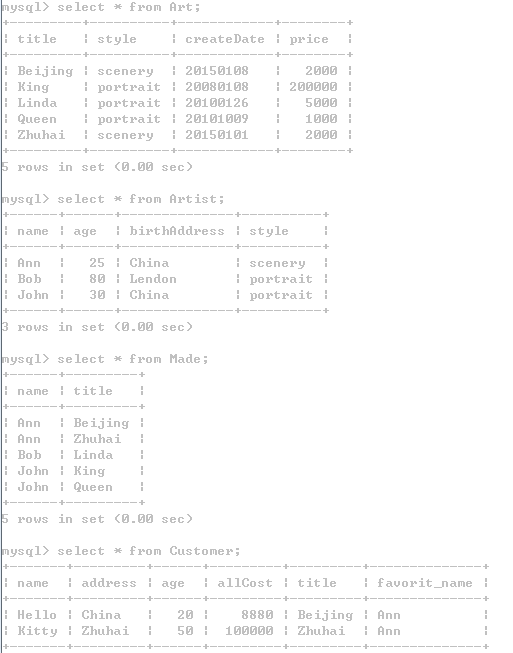 mysql> select * from Art;
+---------+----------+------------+--------+
| title   | style    | createDate | price  |
+---------+----------+------------+--------+
| Beijing | scenery  | 20150108   |   2000 |
| King    | portrait | 20080108   | 200000 |
| Linda   | portrait | 20100126   |   5000 |
| Queen   | portrait | 20101009   |   1000 |
| Zhuhai  | scenery  | 20150101   |   2000 |
+---------+----------+------------+--------+
5 rows in set (0.00 sec)
mysql> select * from Artist;
+------+------+--------------+----------+
| name | age  | birthAddress | style    |
+------+------+--------------+----------+
| Ann  |   25 | China        | scenery  |
| Bob  |   80 | Lendon       | portrait |
| John |   30 | China        | portrait |
+------+------+--------------+----------+
3 rows in set (0.00 sec)
mysql> select * from Made;
+------+---------+
| name | title   |
+------+---------+
| Ann  | Beijing |
| Ann  | Zhuhai  |
| Bob  | Linda   |
| John | King    |
| John | Queen   |
+------+---------+
5 rows in set (0.00 sec)
mysql> select * from Customer;
+-------+---------+------+---------+---------+--------------+
| name  | address | age  | allCost | title   | favorit_name |
+-------+---------+------+---------+---------+--------------+
| Hello | China   |   20 |    8880 | Beijing | Ann          |
| Kitty | Zhuhai  |   50 |  100000 | Zhuhai  | Ann          |
+-------+---------+------+---------+---------+--------------+